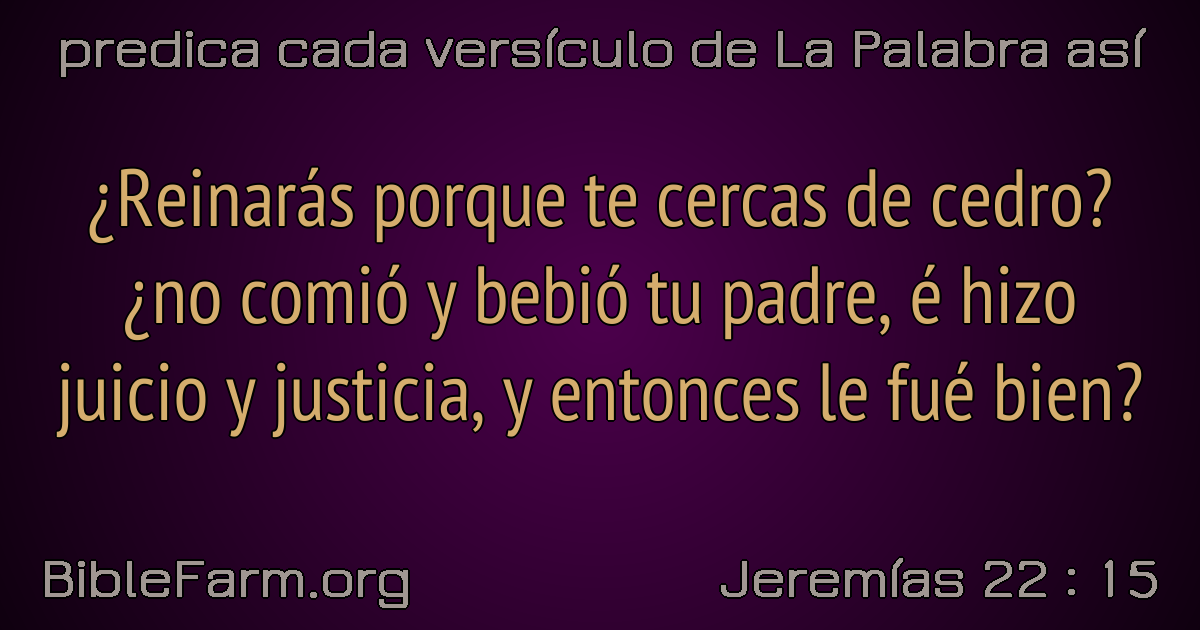 predica cada versículo de La Palabra así
¿Reinarás porque te cercas de cedro?
¿no comió y bebió tu padre, é hizo
juicio y justicia, y entonces le fué bien?
BibleFarm.org
Jeremías 22 : 15